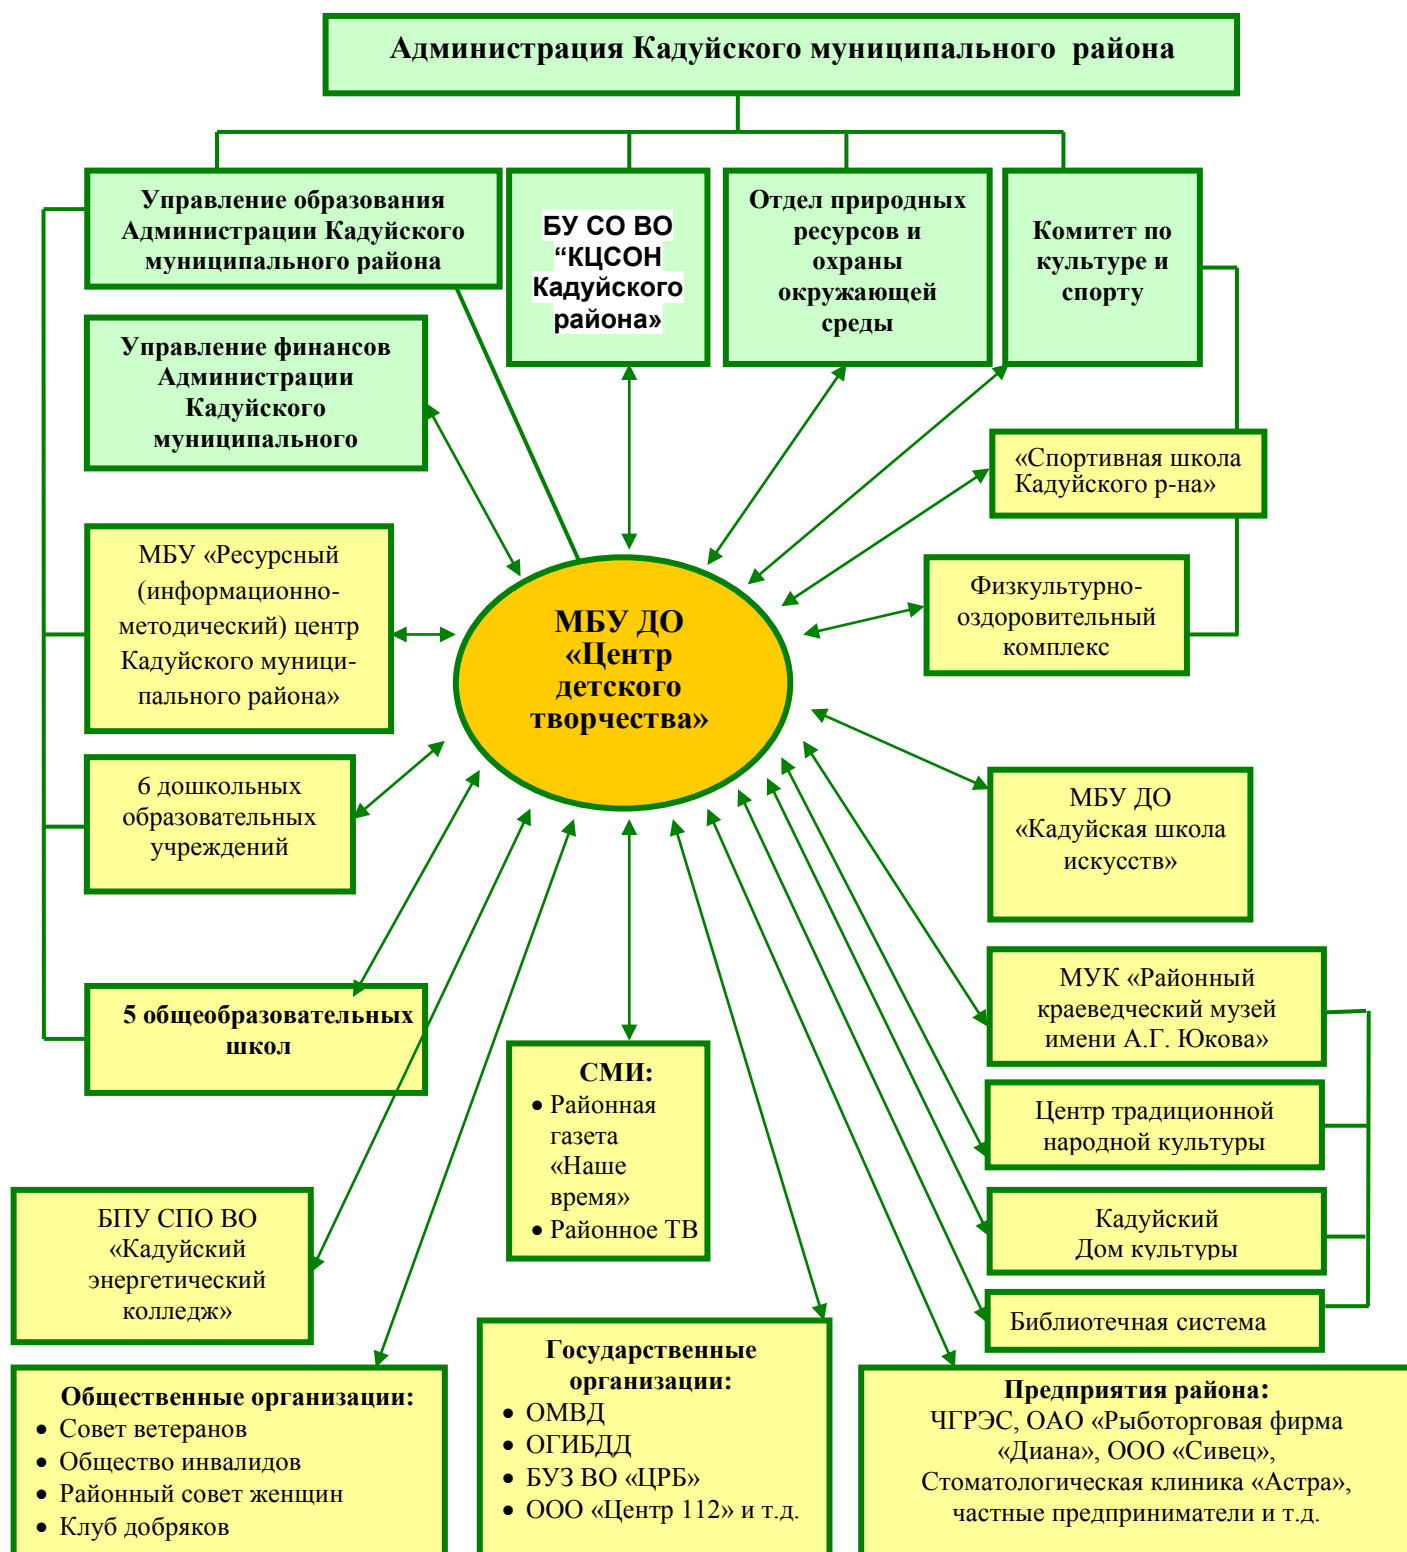 Администрация Кадуйского муниципального района
Управление образования
Администрации Кадуйского
муниципального района
БУ СО ВО
“КЦСОН
Кадуйского
района»
Отдел природных
ресурсов и
охраны
окружающей
среды
Комитет по
культуре и
спорту
Управление финансов
Администрации
Кадуйского
муниципального
«Спортивная школа
Кадуйского р-на»
МБУ «Ресурсный
(информационно-
методический) центр
Кадуйского муници-
пального района»
Физкультурно-
оздоровительный
комплекс
МБУ ДО
«Центр
детского
творчества»
6 дошкольных
образовательных
учреждений
МБУ ДО
«Кадуйская школа
искусств»
5 общеобразовательных
школ
МУК «Районный
краеведческий музей
имени А.Г. Юкова»
СМИ:
• Районная
газета
«Наше
время»
• Районное ТВ
Центр традиционной
народной культуры
БПУ СПО ВО
«Кадуйский
энергетический
колледж»
Кадуйский
Дом культуры
Библиотечная система
Общественные организации:
• Совет ветеранов
• Общество инвалидов
• Районный совет женщин
• Клуб добряков
Государственные
организации:
• ОМВД
• ОГИБДД
• БУЗ ВО «ЦРБ»
• ООО «Центр 112» и т.д.
Предприятия района:
ЧГРЭС, ОАО «Рыботорговая фирма
«Диана», ООО «Сивец»,
Стоматологическая клиника «Астра»,
частные предприниматели и т.д.